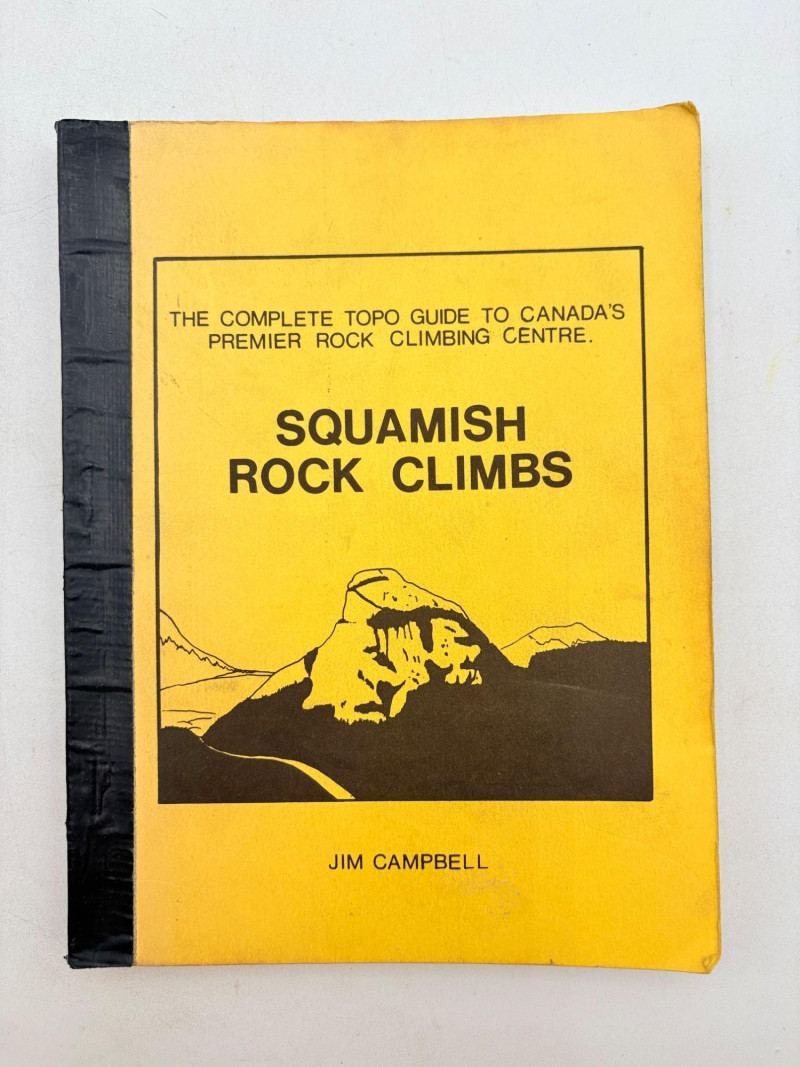 THE COMPLETE TOPO GUIDE TO CANADA'S
PREMIER ROCK CLIMBING CENTRE.
SQUAMISH
ROCK CLIMBS
JIM CAMPBELL